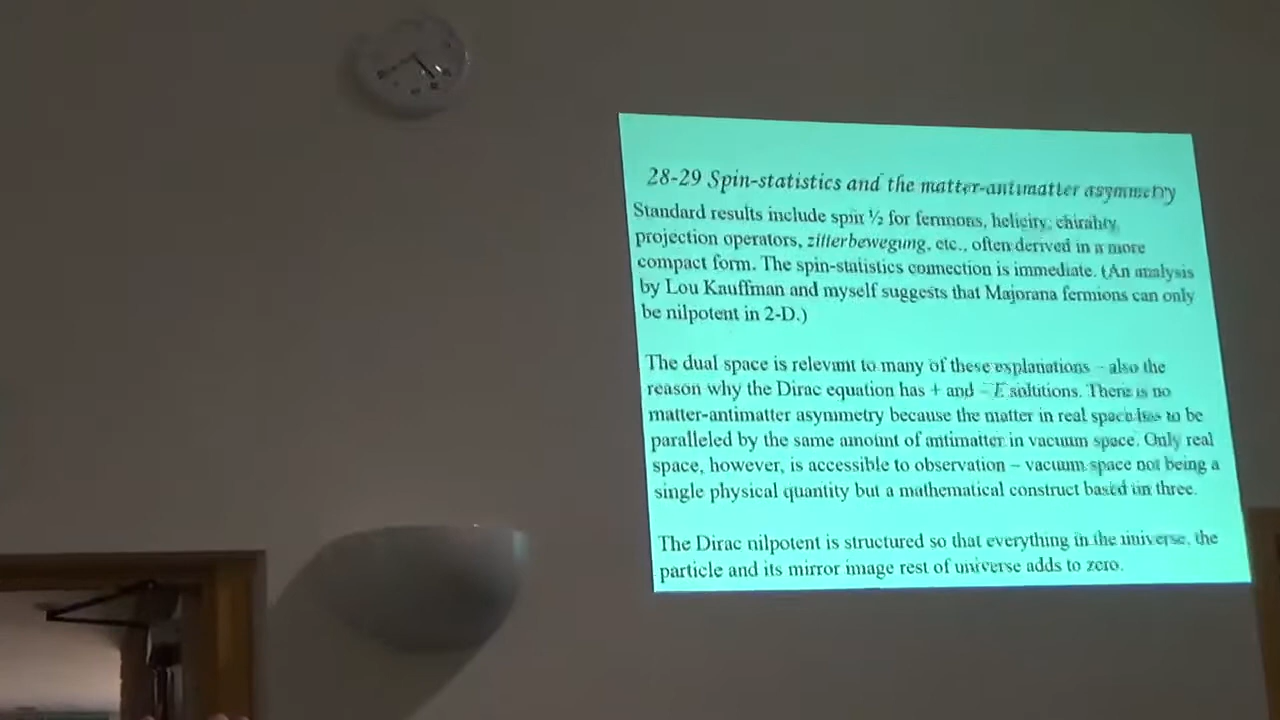 28-29 Spin-statistics and the matter-antimatter asymmetry
Standard results include spin ½ for fermons, helicity, chirality,
projection operators, zitterbewegung, etc., often derived in a more
compact form. The spin-statistics connection is immediate. (An analysis
by Lou Kauffman and myself suggests that Majorana fermions can only
be nilpotent in 2-D.)
The dual space is relevant to many of these explanations – also the
reason why the Dirac equation has + and – E solutions. There is no
matter-antimatter asymmetry because the matter in real space has to be
paralleled by the same amount of antimatter in vacuum space. Only real
space, however, is accessible to observation – vacuum space not being a
single physical quantity but a mathematical construct based on three.
The Dirac nilpotent is structured so that everything in the universe, the
particle and its mirror image rest of universe adds to zero.